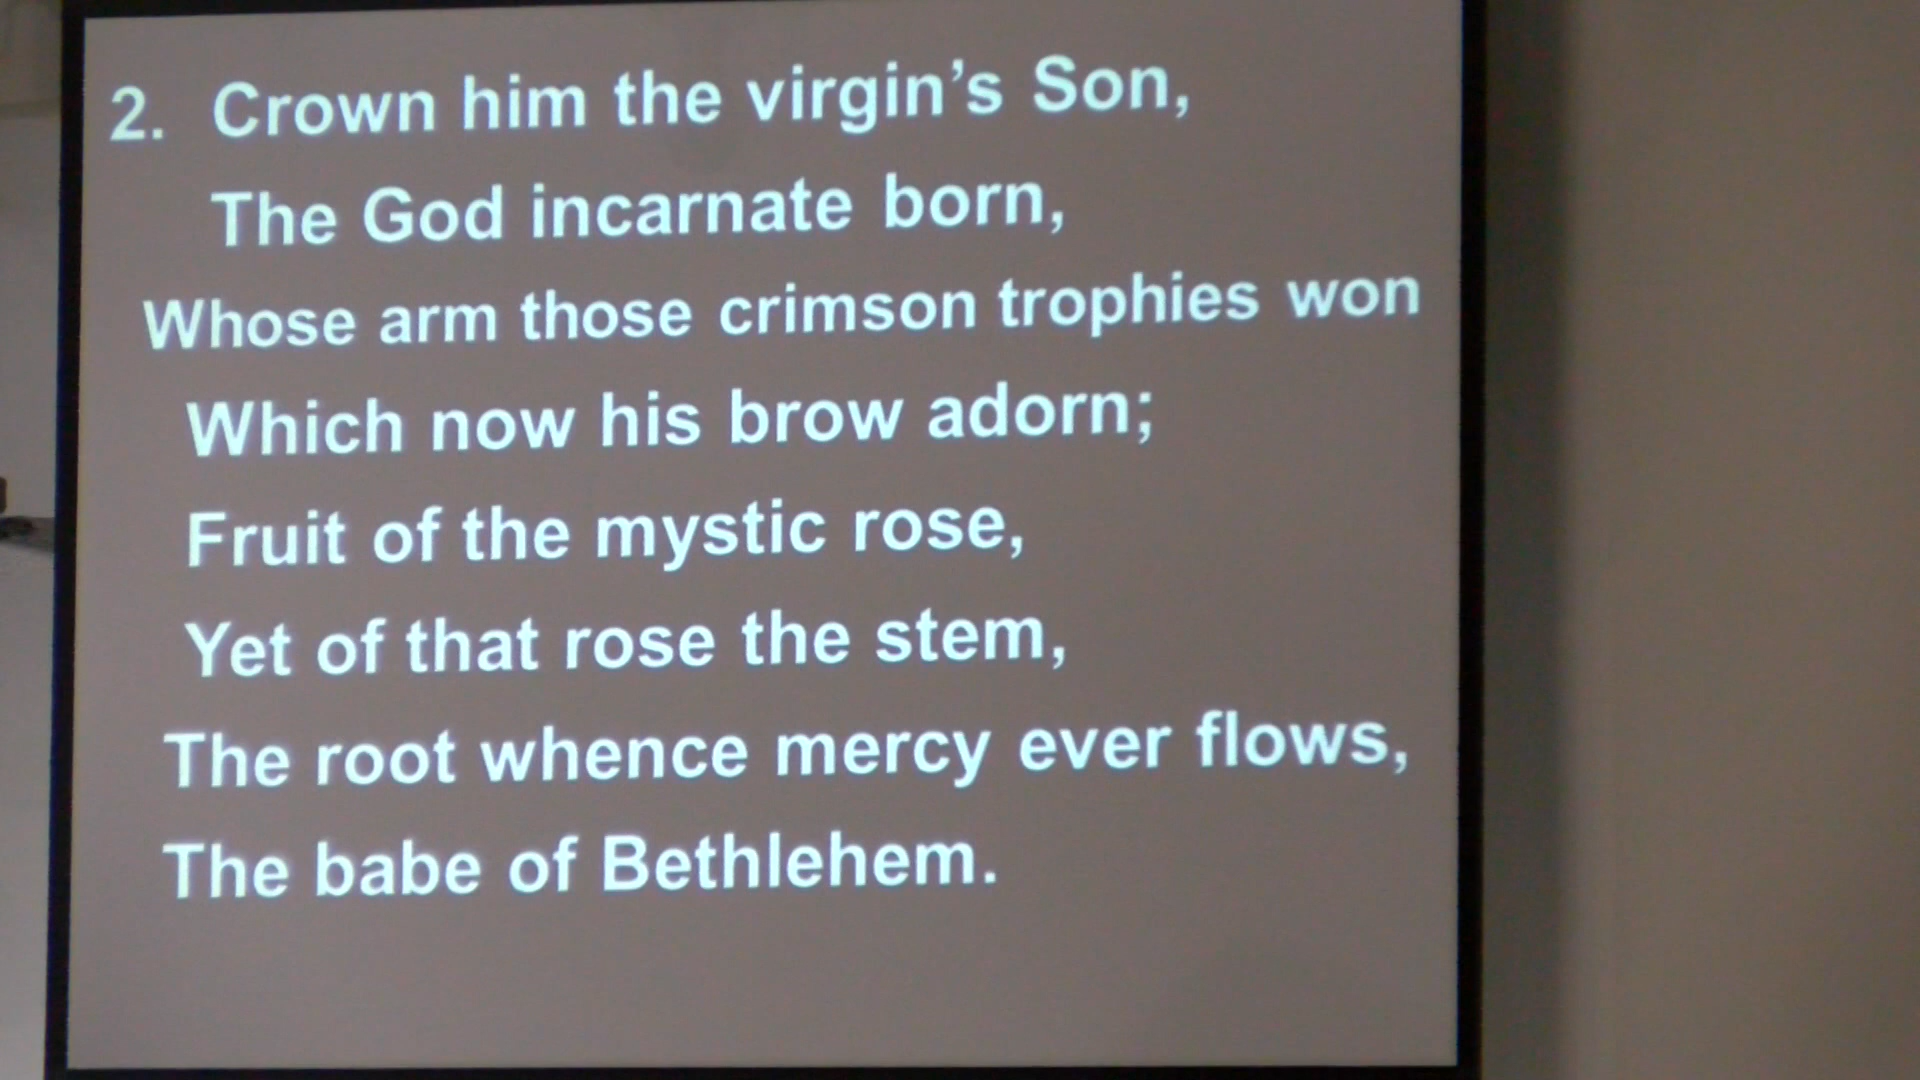 2. Crown him the virgin's Son,
The God incarnate born,
Whose arm those crimson trophies won
Which now his brow adorn;
Fruit of the mystic rose,
Yet of that rose the stem,
The root whence mercy ever flows,
The babe of Bethlehem.